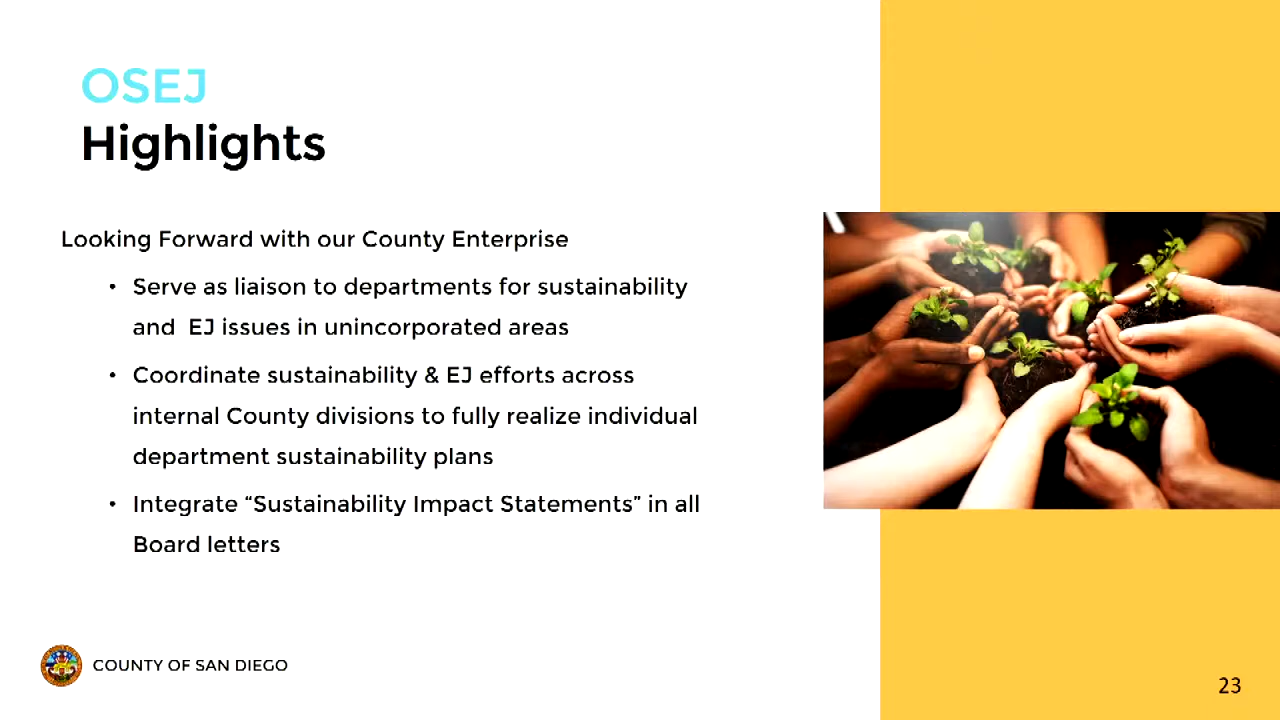 OSEJ
Highlights
Looking Forward with our County Enterprise
• Serve as liaison to departments for sustainability
and  EJ issues in unincorporated areas
• Coordinate sustainability & EJ efforts across
internal County divisions to fully realize individual
department sustainability plans
• Integrate “Sustainability Impact Statements” in all
Board letters
COUNTY OF SAN DIEGO
23